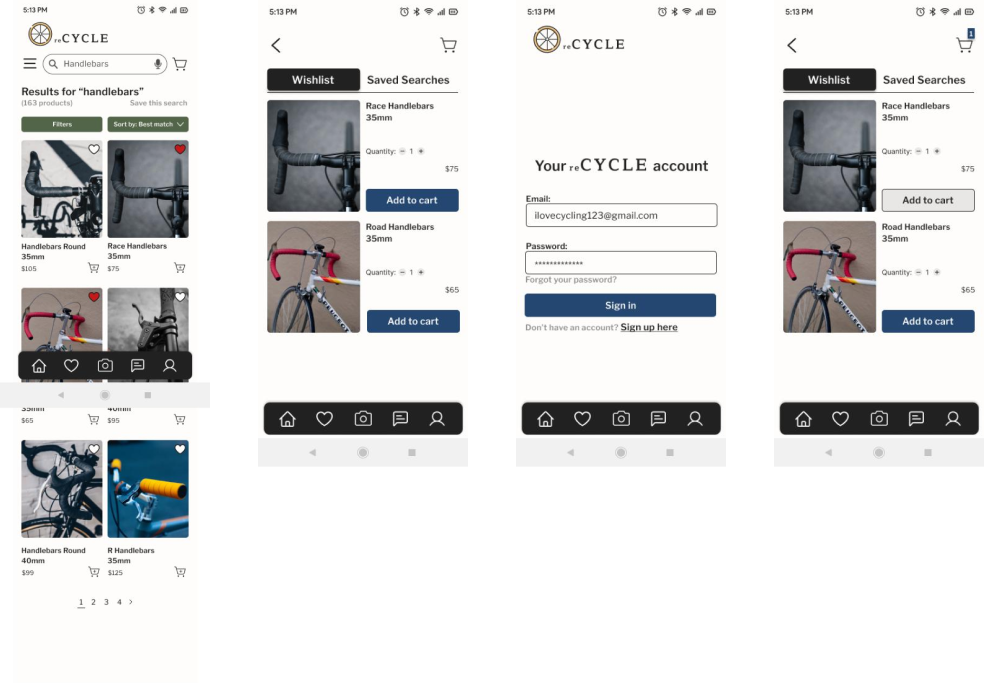 5:13 PM
reCYCLE
Handlebars
Results for “handlebars”
(163 products)
Save this search
Filters
Sort by: Best match
Handlebars Round
35mm
$105
Race Handlebars
35mm
$75
35mm
$65
40mm
$95
Handlebars Round
40mm
$99
R Handlebars
35mm
$125
1 2 3 4 >
5:13 PM
Wishlist
Saved Searches
Race Handlebars
35mm
Quantity: − 1 +
$75
Add to cart
Road Handlebars
35mm
Quantity: − 1 +
$65
Add to cart
5:13 PM
reCYCLE
Your reCYCLE account
Email:
ilovecycling123@gmail.com
Password:
*************
Forgot your password?
Sign in
Don't have an account? Sign up here
5:13 PM
1
Wishlist
Saved Searches
Race Handlebars
35mm
Quantity: − 1 +
$75
Add to cart
Road Handlebars
35mm
Quantity: − 1 +
$65
Add to cart